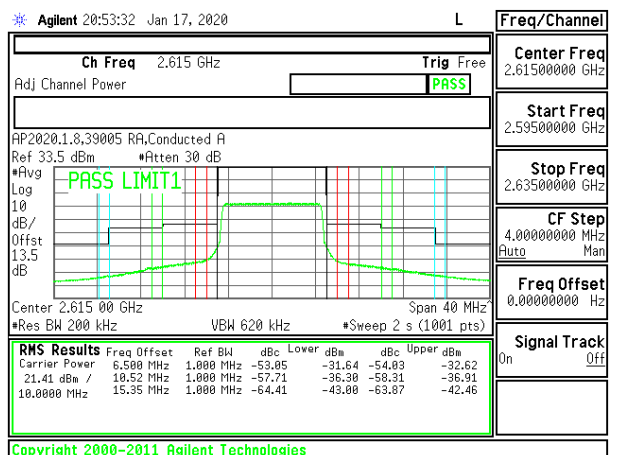 Agilent 20:53:32 Jan 17, 2020 L Freq/Channel
Ch Freq 2.615 GHz Trig Free
Adj Channel Power PASS
Center Freq
2.61500000 GHz
Start Freq
2.59500000 GHz
Stop Freq
2.63500000 GHz
CF Step
4.00000000 MHz
Auto Man
Freq Offset
0.00000000 Hz
Signal Track
On Off
AP2020.1.8,39005 RA,Conducted A
Ref 33.5 dBm #Atten 30 dB
#Avg
Log
10
dB/
Offst
13.5
dB
PASS LIMIT1
Center 2.615 00 GHz Span 40 MHz^
#Res BW 200 kHz VBW 620 kHz #Sweep 2 s (1001 pts)
RMS Results Freq Offset Ref BW dBc Lower dBm dBc Upper dBm
Carrier Power 6.500 MHz 1.000 MHz -53.05 -31.64 -54.03 -32.62
21.41 dBm / 10.52 MHz 1.000 MHz -57.71 -36.30 -58.31 -36.91
10.0000 MHz 15.35 MHz 1.000 MHz -64.41 -43.00 -63.87 -42.46
Copyright 2000-2011 Agilent Technologies